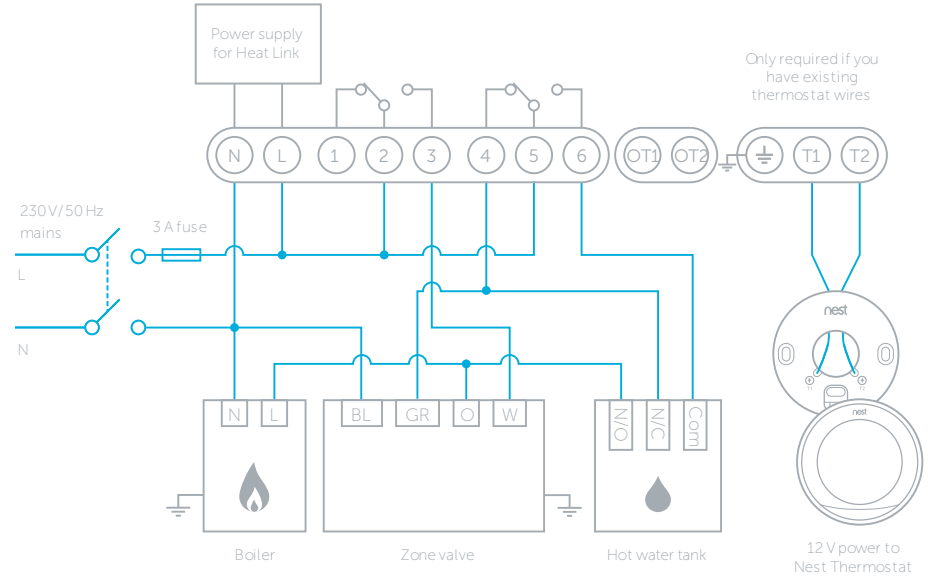 Power supply
for Heat Link
Only required if you
have existing
thermostat wires
N L 1 2 3 4 5 6 OT1 OT2 T1 T2
230 V/50 Hz
mains
3 A fuse
L
N
nest
T1 T2
nest
N L BL GR O W N/O N/C Com
Boiler
Zone valve
Hot water tank
12 V power to
Nest Thermostat